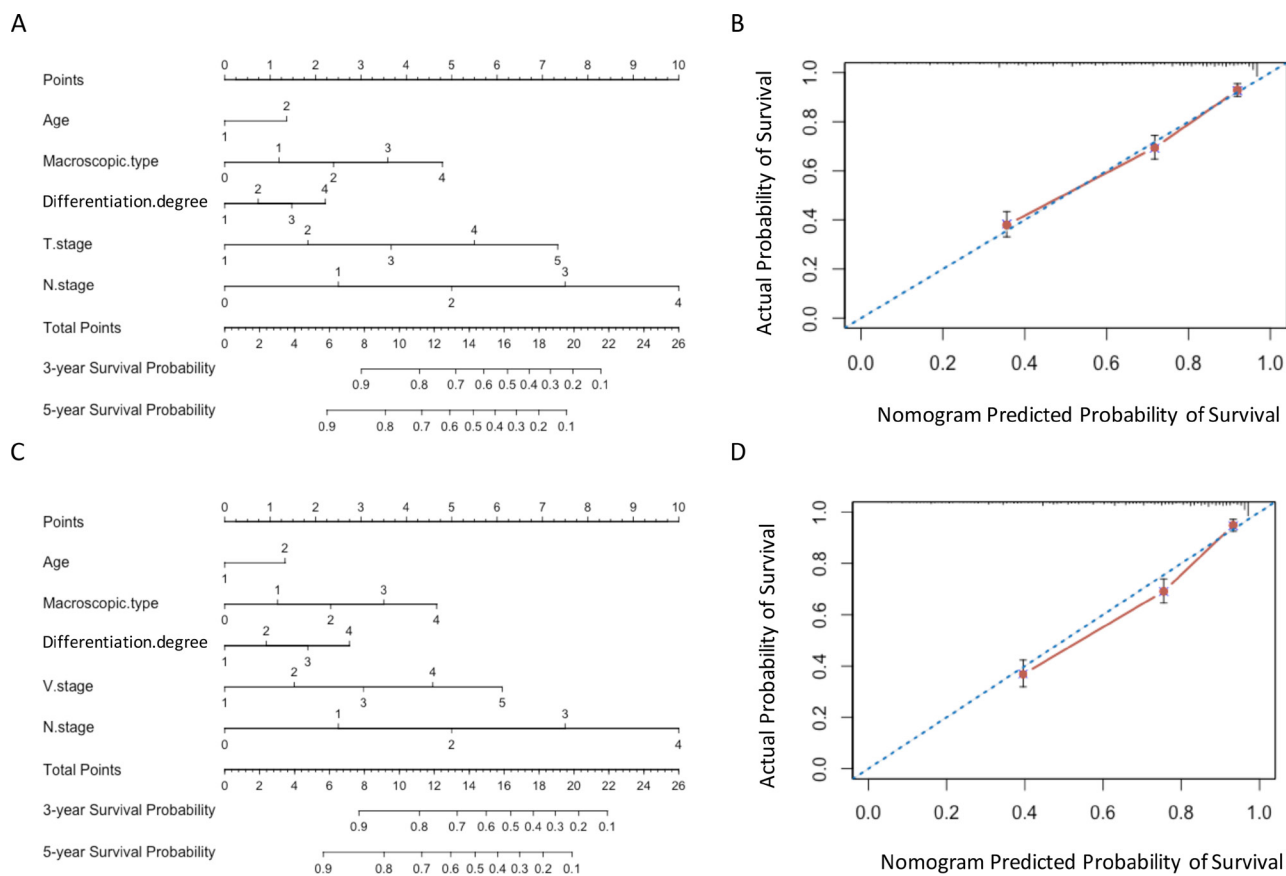 A
Points
0 1 2 3 4 5 6 7 8 9 10
Age
2
1
Macroscopic.type
1 3
0 2 4
Differentiation.degree
2 4
1 3
T.stage
2 4
1 3 5
N.stage
1 3
0 2 4
Total Points
0 2 4 6 8 10 12 14 16 18 20 22 24 26
3-year Survival Probability
0.9 0.8 0.7 0.6 0.5 0.4 0.3 0.2 0.1
5-year Survival Probability
0.9 0.8 0.7 0.6 0.5 0.4 0.3 0.2 0.1
B
Actual Probability of Survival
1.0
0.8
0.6
0.4
0.2
0.0
0.0 0.2 0.4 0.6 0.8 1.0
Nomogram Predicted Probability of Survival
C
Points
0 1 2 3 4 5 6 7 8 9 10
Age
2
1
Macroscopic.type
1 3
0 2 4
Differentiation.degree
2 4
1 3
V.stage
2 4
1 3 5
N.stage
1 3
0 2 4
Total Points
0 2 4 6 8 10 12 14 16 18 20 22 24 26
3-year Survival Probability
0.9 0.8 0.7 0.6 0.5 0.4 0.3 0.2 0.1
5-year Survival Probability
0.9 0.8 0.7 0.6 0.5 0.4 0.3 0.2 0.1
D
Actual Probability of Survival
1.0
0.8
0.6
0.4
0.2
0.0
0.0 0.2 0.4 0.6 0.8 1.0
Nomogram Predicted Probability of Survival